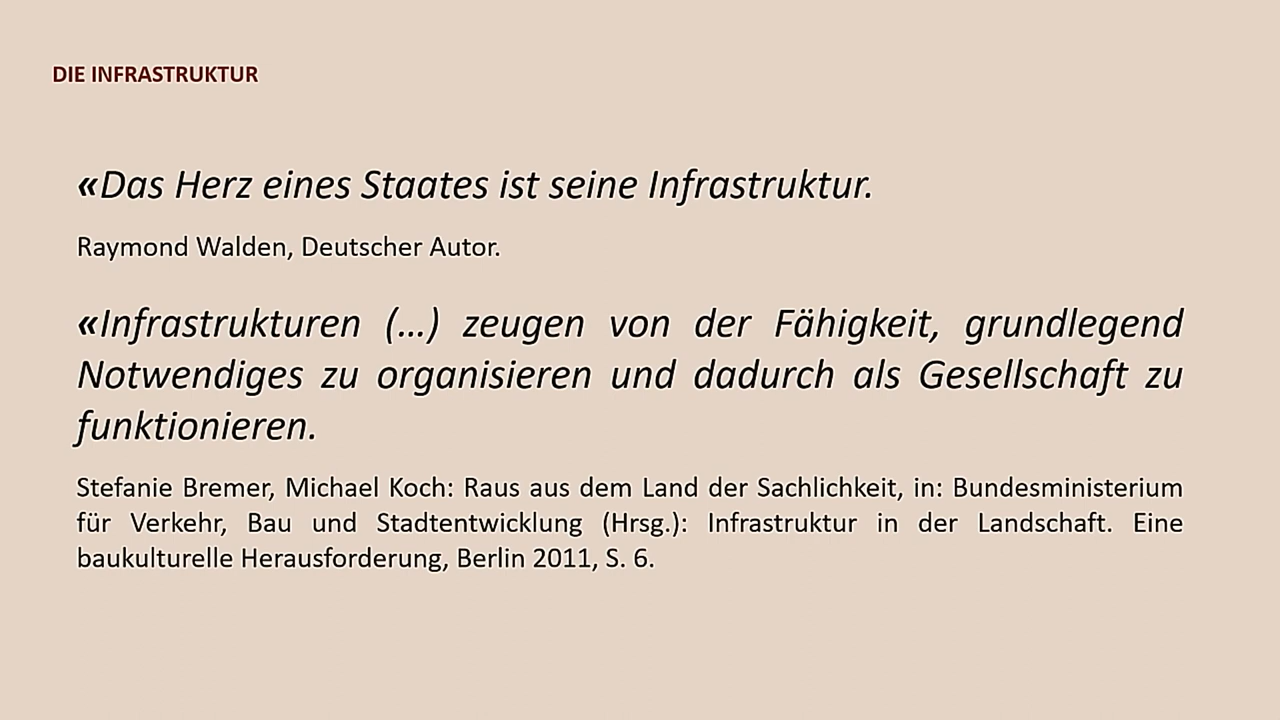 DIE INFRASTRUKTUR
«Das Herz eines Staates ist seine Infrastruktur.
Raymond Walden, Deutscher Autor.
«Infrastrukturen (...) zeugen von der Fähigkeit, grundlegend
Notwendiges zu organisieren und dadurch als Gesellschaft zu
funktionieren.
Stefanie Bremer, Michael Koch: Raus aus dem Land der Sachlichkeit, in: Bundesministerium
für Verkehr, Bau und Stadtentwicklung (Hrsg.): Infrastruktur in der Landschaft. Eine
baukulturelle Herausforderung, Berlin 2011, S. 6.